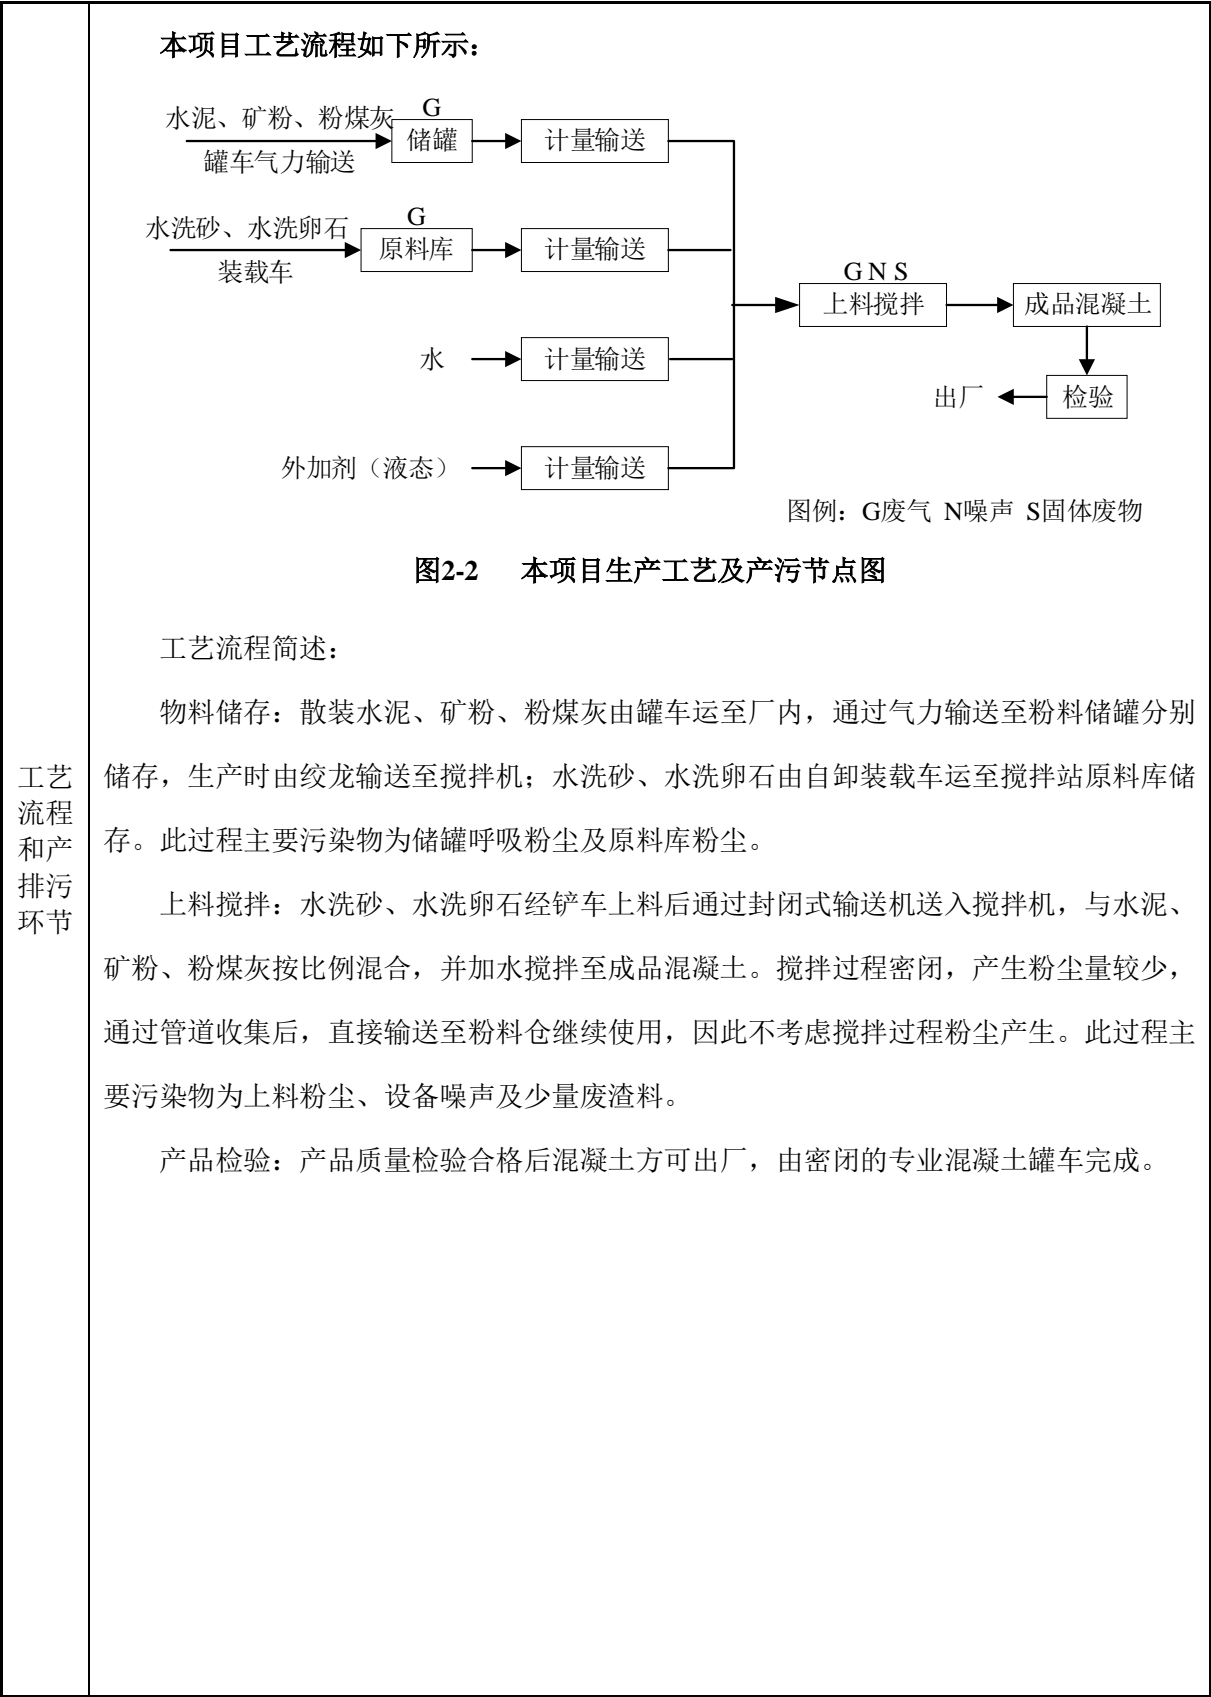 本项目工艺流程如下所示：
水泥、矿粉、粉煤灰
罐车气力输送
G
储罐
计量输送
水洗砂、水洗卵石
装载车
G
原料库
计量输送
水
计量输送
外加剂（液态）
计量输送
G N S
上料搅拌
成品混凝土
检验
出厂
图例：G废气 N噪声 S固体废物
图2-2 本项目生产工艺及产污节点图
工艺
流程
和产
排污
环节
工艺流程简述：
物料储存：散装水泥、矿粉、粉煤灰由罐车运至厂内，通过气力输送至粉料储罐分别
储存，生产时由绞龙输送至搅拌机；水洗砂、水洗卵石由自卸装载车运至搅拌站原料库储
存。此过程主要污染物为储罐呼吸粉尘及原料库粉尘。
上料搅拌：水洗砂、水洗卵石经铲车上料后通过封闭式输送机送入搅拌机，与水泥、
矿粉、粉煤灰按比例混合，并加水搅拌至成品混凝土。搅拌过程密闭，产生粉尘量较少，
通过管道收集后，直接输送至粉料仓继续使用，因此不考虑搅拌过程粉尘产生。此过程主
要污染物为上料粉尘、设备噪声及少量废渣料。
产品检验：产品质量检验合格后混凝土方可出厂，由密闭的专业混凝土罐车完成。